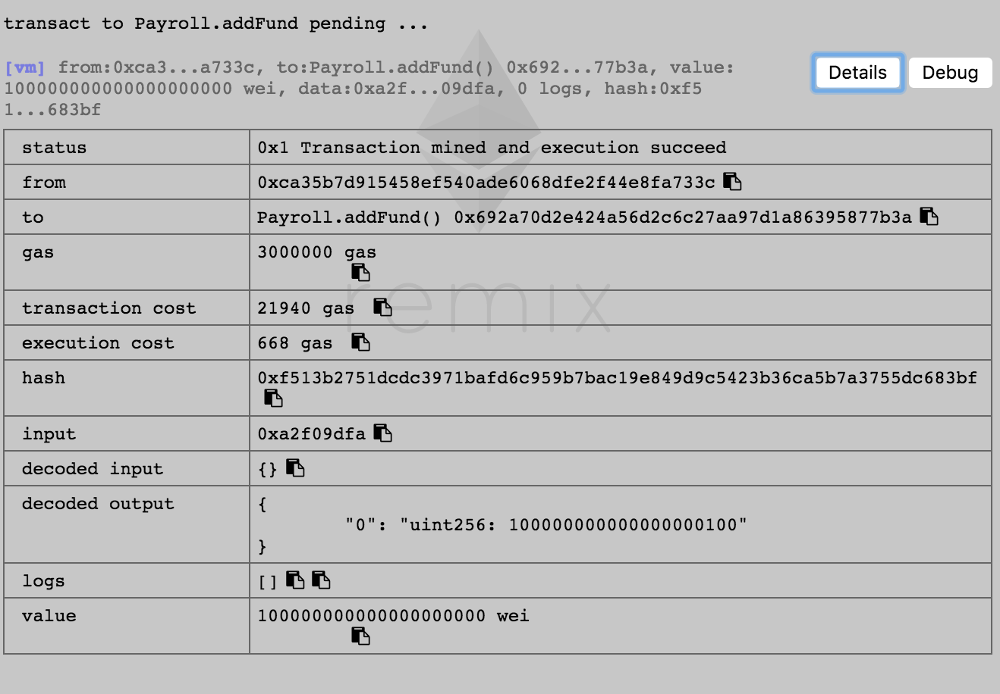 transact to Payroll.addFund pending ...
[vm] from:0xca3...a733c, to:Payroll.addFund() 0x692...77b3a, value:
100000000000000000000 wei, data:0xa2f...09dfa, 0 logs, hash:0xf5
1...683bf
Details
Debug
status 0x1 Transaction mined and execution succeed
from 0xca35b7d915458ef540ade6068dfe2f44e8fa733c
to Payroll.addFund() 0x692a70d2e424a56d2c6c27aa97d1a86395877b3a
gas 3000000 gas
remix
transaction cost 21940 gas
execution cost 668 gas
hash 0xf513b2751dcdc3971bafd6c959b7bac19e849d9c5423b36ca5b7a3755dc683bf
input 0xa2f09dfa
decoded input {}
decoded output {
"0": "uint256: 100000000000000000100"
}
logs []
value 100000000000000000000 wei